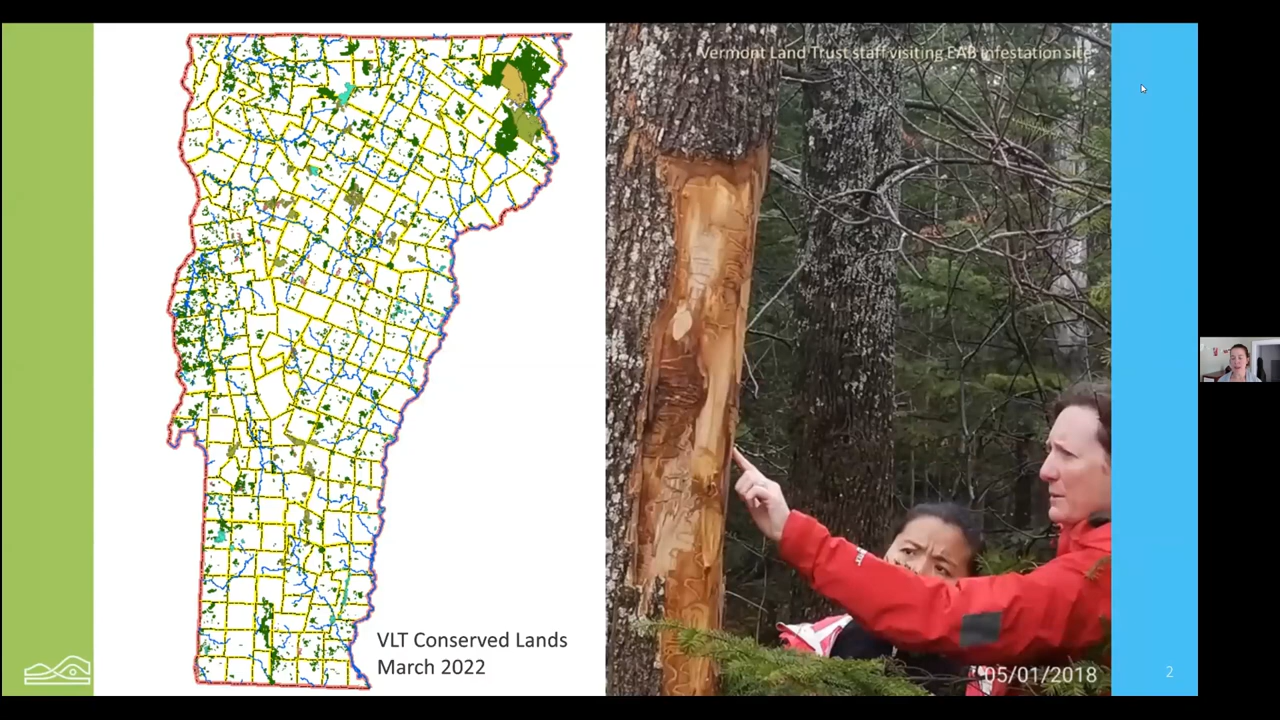 Vermont Land Trust staff visiting EAB infestation site
VLT Conserved Lands
March 2022
05/01/2018
2